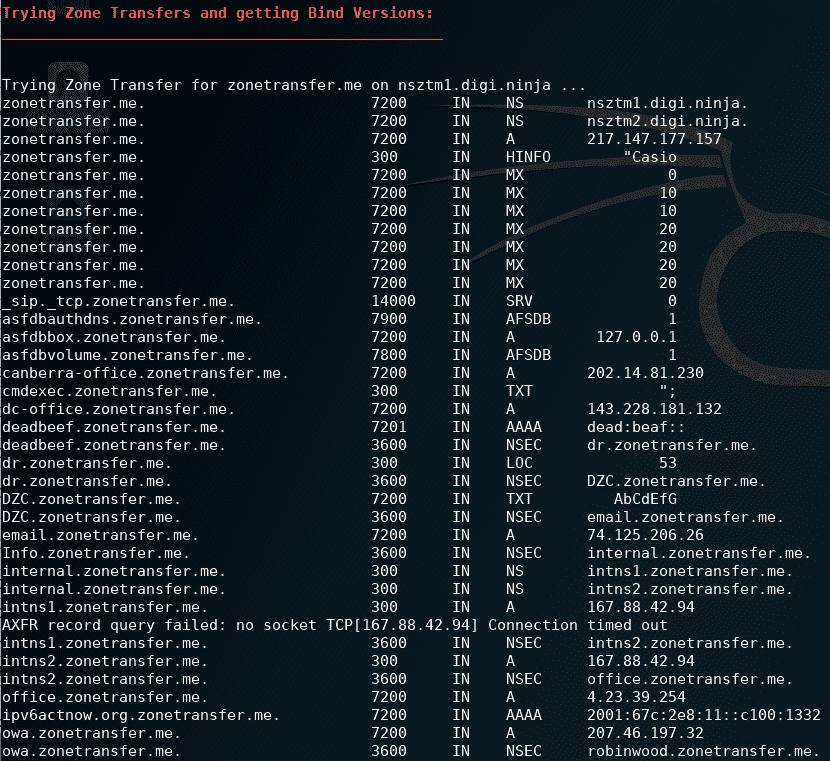 Trying Zone Transfers and getting Bind Versions:
Trying Zone Transfer for zonetransfer.me on nsztm1.digi.ninja ...
zonetransfer.me. 7200 IN NS nsztm1.digi.ninja.
zonetransfer.me. 7200 IN NS nsztm2.digi.ninja.
zonetransfer.me. 7200 IN A 217.147.177.157
zonetransfer.me. 300 IN HINFO "Casio
zonetransfer.me. 7200 IN MX 0
zonetransfer.me. 7200 IN MX 10
zonetransfer.me. 7200 IN MX 10
zonetransfer.me. 7200 IN MX 20
zonetransfer.me. 7200 IN MX 20
zonetransfer.me. 7200 IN MX 20
zonetransfer.me. 7200 IN MX 20
_sip._tcp.zonetransfer.me. 14000 IN SRV 0
asfdbauthdns.zonetransfer.me. 7900 IN AFSDB 1
asfdbbox.zonetransfer.me. 7200 IN A 127.0.0.1
asfdbvolume.zonetransfer.me. 7800 IN AFSDB 1
canberra-office.zonetransfer.me. 7200 IN A 202.14.81.230
cmdexec.zonetransfer.me. 300 IN TXT ";
dc-office.zonetransfer.me. 7200 IN A 143.228.181.132
deadbeef.zonetransfer.me. 7201 IN AAAA dead:beaf::
deadbeef.zonetransfer.me. 3600 IN NSEC dr.zonetransfer.me.
dr.zonetransfer.me. 300 IN LOC 53
dr.zonetransfer.me. 3600 IN NSEC DZC.zonetransfer.me.
DZC.zonetransfer.me. 7200 IN TXT AbCdEfG
DZC.zonetransfer.me. 3600 IN NSEC email.zonetransfer.me.
email.zonetransfer.me. 7200 IN A 74.125.206.26
Info.zonetransfer.me. 3600 IN NSEC internal.zonetransfer.me.
internal.zonetransfer.me. 300 IN NS intns1.zonetransfer.me.
internal.zonetransfer.me. 300 IN NS intns2.zonetransfer.me.
intns1.zonetransfer.me. 300 IN A 167.88.42.94
AXFR record query failed: no socket TCP[167.88.42.94] Connection timed out
intns1.zonetransfer.me. 3600 IN NSEC intns2.zonetransfer.me.
intns2.zonetransfer.me. 300 IN A 167.88.42.94
intns2.zonetransfer.me. 3600 IN NSEC office.zonetransfer.me.
office.zonetransfer.me. 7200 IN A 4.23.39.254
ipv6actnow.org.zonetransfer.me. 7200 IN AAAA 2001:67c:2e8:11::c100:1332
owa.zonetransfer.me. 7200 IN A 207.46.197.32
owa.zonetransfer.me. 3600 IN NSEC robinwood.zonetransfer.me.